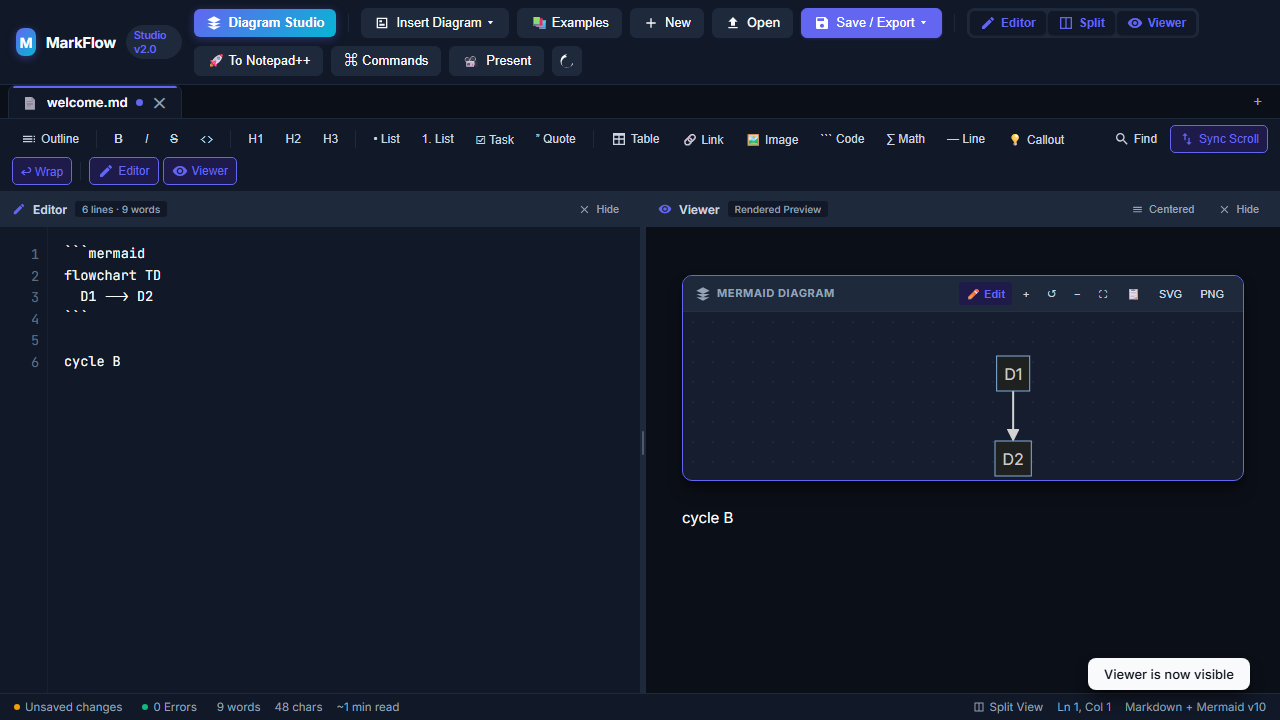 M MarkFlow Studio v2.0
Diagram Studio Insert Diagram Examples + New Open Save / Export Editor Split Viewer
To Notepad++ ⌘ Commands Present
welcome.md +
Outline B I S <> H1 H2 H3 • List 1. List ☑ Task " Quote Table Link Image ``` Code ∑ Math — Line Callout Find Sync Scroll
↩ Wrap Editor Viewer
Editor 6 lines · 9 words Hide
Viewer Rendered Preview Centered Hide
1 ```mermaid
2 flowchart TD
3 D1 --> D2
4 ```
5
6 cycle B
MERMAID DIAGRAM Edit + ↺ − ⛶ SVG PNG
D1
D2
cycle B
Viewer is now visible
Unsaved changes 0 Errors 9 words 48 chars ~1 min read Split View Ln 1, Col 1 Markdown + Mermaid v10